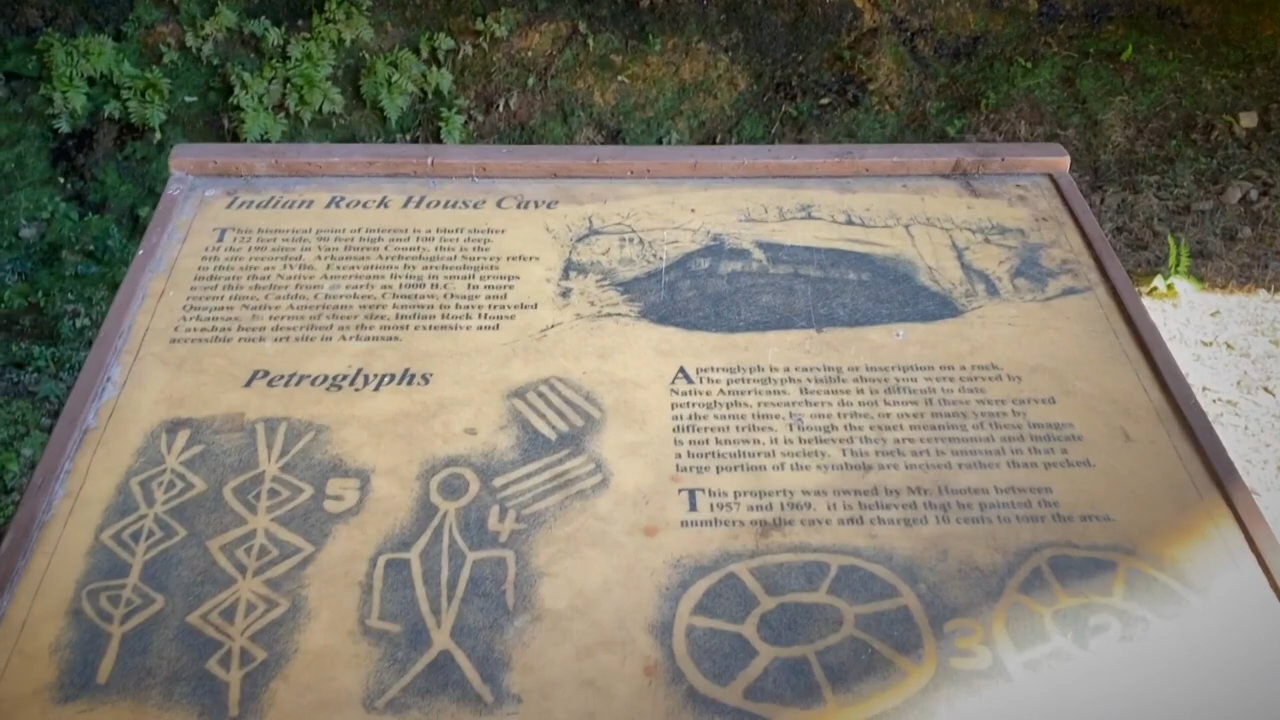 Indian Rock House Cave
This historical point of interest is a bluff shelter
122 feet wide, 90 feet high and 100 feet deep.
Of the 190 sites in Van Buren County, this is the
6th site recorded. Arkansas Archeological Survey refers
to this site as 3VB6. Excavations by archeologists
indicate that Native Americans living in small groups
used this shelter from as early as 1000 B.C. In more
recent time, Caddo, Cherokee, Choctaw, Osage and
Quapaw Native Americans were known to have traveled
Arkansas. In terms of sheer size, Indian Rock House
Cave has been described as the most extensive and
accessible rock art site in Arkansas.
Petroglyphs
A petroglyph is a carving or inscription on a rock.
The petroglyphs visible above you were carved by
Native Americans. Because it is difficult to date
petroglyphs, researchers do not know if these were carved
at the same time, by one tribe, or over many years by
different tribes. Though the exact meaning of these images
is not known, it is believed they are ceremonial and indicate
a horticultural society. This rock art is unusual in that a
large portion of the symbols are incised rather than pecked.
This property was owned by Mr. Hooten between
1957 and 1969. it is believed that he painted the
numbers on the cave and charged 10 cents to tour the area.
5
4
3
2